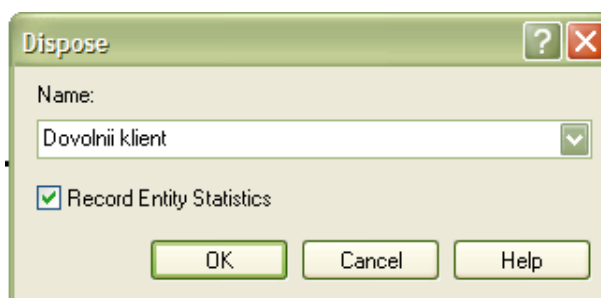 Dispose
Name:
Dovolnii klient
Record Entity Statistics
OK Cancel Help